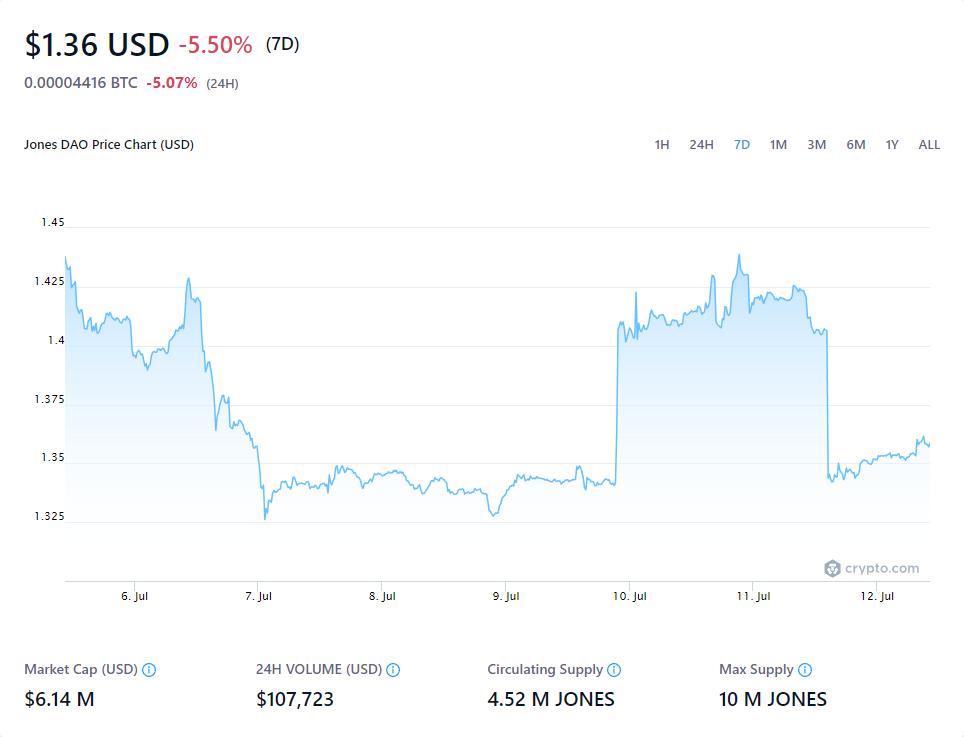 $1.36 USD -5.50% (7D)
0.00004416 BTC -5.07% (24H)
Jones DAO Price Chart (USD)
1H 24H 7D 1M 3M 6M 1Y ALL
1.45
1.425
1.4
1.375
1.35
1.325
crypto.com
6. Jul 7. Jul 8. Jul 9. Jul 10. Jul 11. Jul 12. Jul
Market Cap (USD) 24H VOLUME (USD) Circulating Supply Max Supply
$6.14 M $107,723 4.52 M JONES 10 M JONES